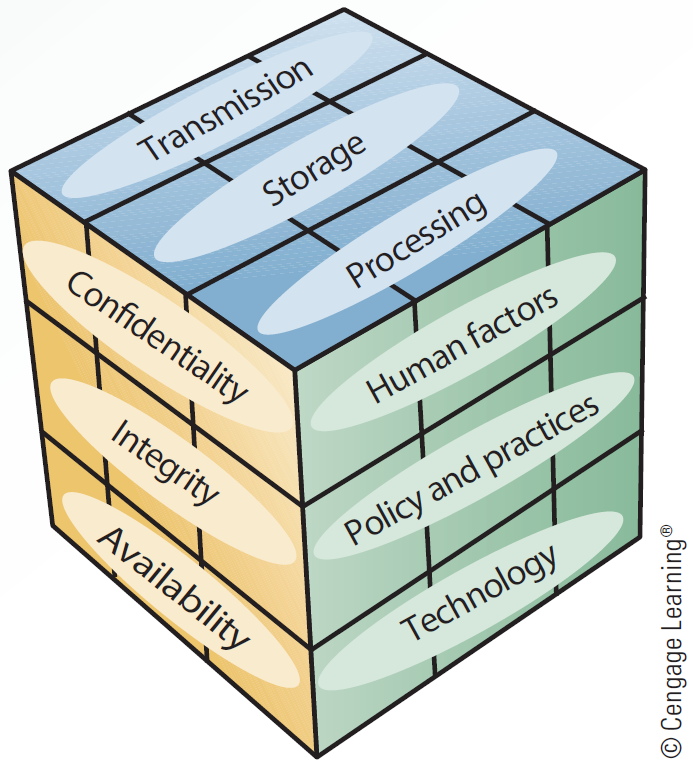 Transmission
Storage
Processing
Confidentiality
Integrity
Availability
Human factors
Policy and practices
Technology
© Cengage Learning®